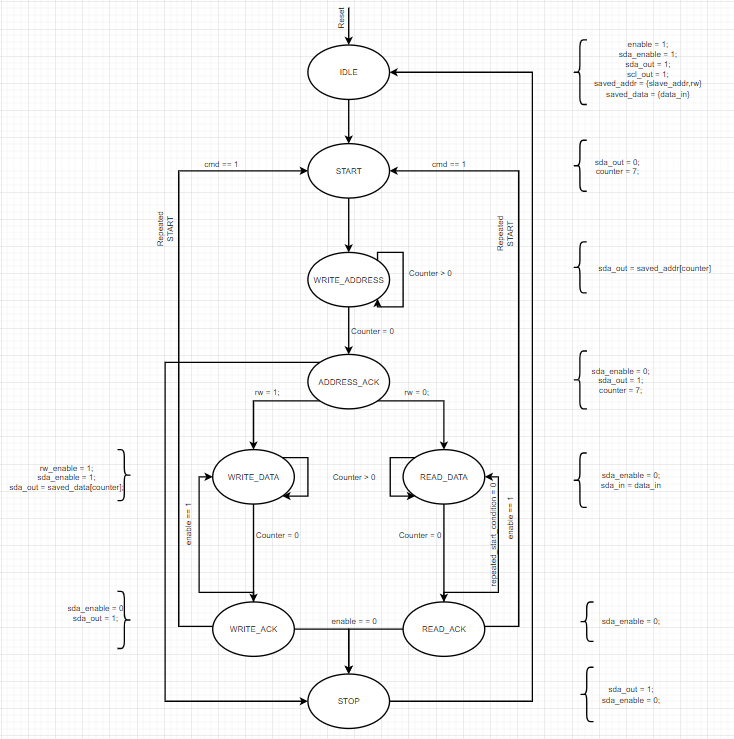 Reset
IDLE
enable = 1;
sda_enable = 1;
sda_out = 1;
scl_out = 1;
saved_addr = {slave_addr,rw}
saved_data = {data_in}
cmd == 1
START
cmd == 1
sda_out = 0;
counter = 7;
Repeated
START
Repeated
START
WRITE_ADDRESS
Counter > 0
sda_out = saved_addr[counter]
Counter = 0
ADDRESS_ACK
sda_enable = 0;
sda_out = 1;
counter = 7;
rw = 1;
rw = 0;
rw_enable = 1;
sda_enable = 1;
sda_out = saved_data[counter];
WRITE_DATA
Counter > 0
READ_DATA
sda_enable = 0;
sda_in = data_in
enable == 1
Counter = 0
Counter = 0
repeated_start_condition = 0
enable == 1
sda_enable = 0
sda_out = 1;
WRITE_ACK
enable = = 0
READ_ACK
sda_enable = 0;
STOP
sda_out = 1;
sda_enable = 0;